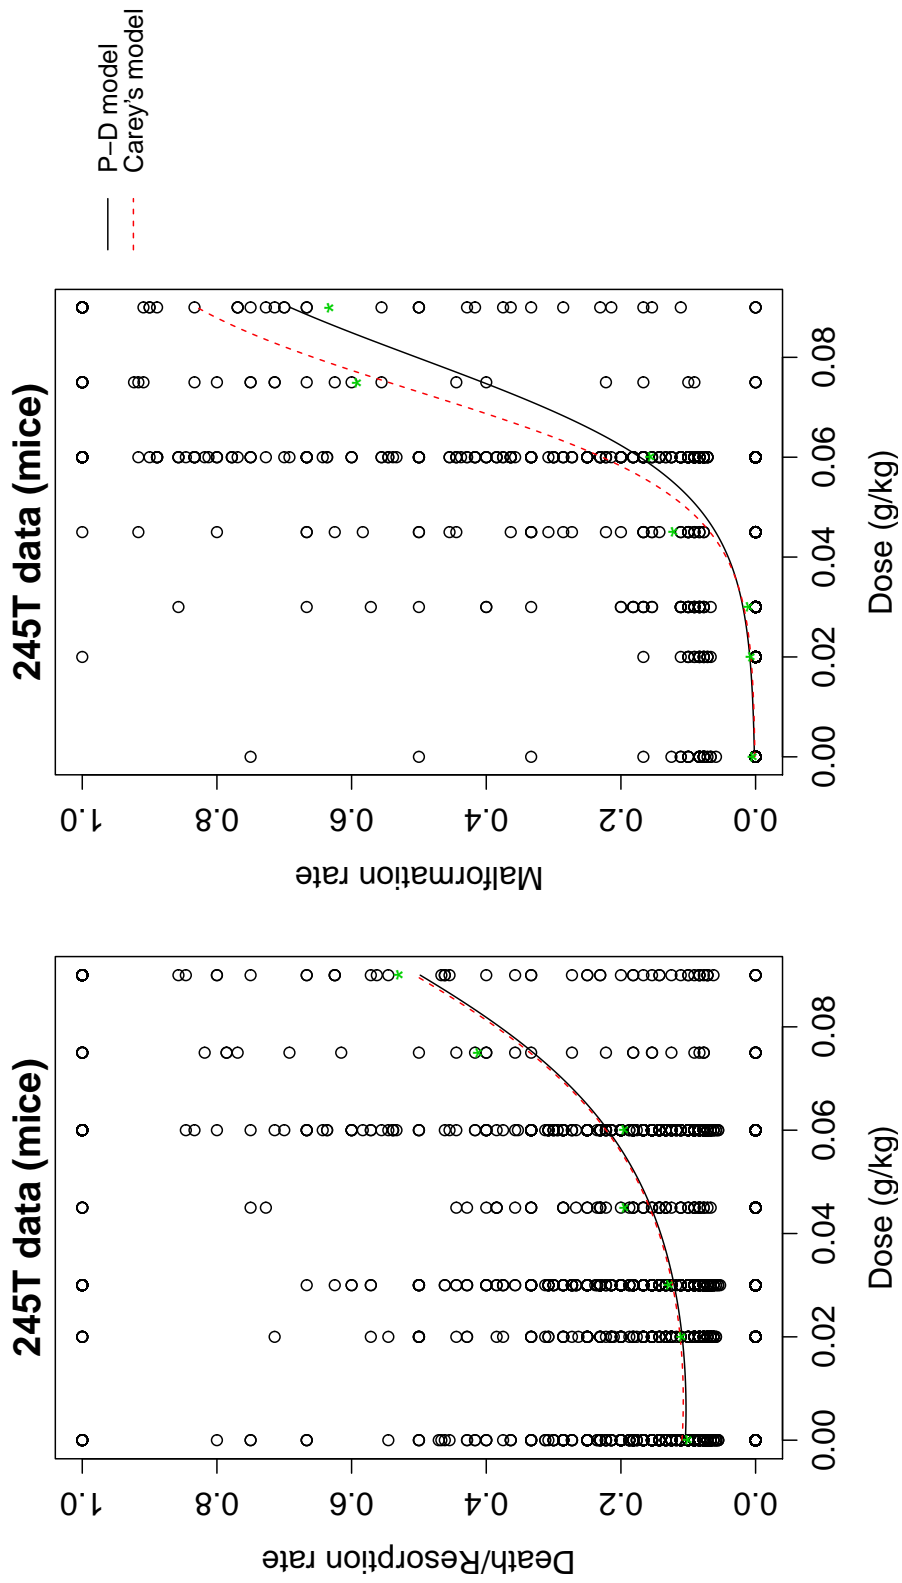 245T data (mice)
Death/Resorption rate
1.0
0.8
0.6
0.4
0.2
0.0
0.00
0.02
0.04
0.06
0.08
Dose (g/kg)
245T data (mice)
Malformation rate
1.0
0.8
0.6
0.4
0.2
0.0
0.00
0.02
0.04
0.06
0.08
Dose (g/kg)
P−D model
Carey's model